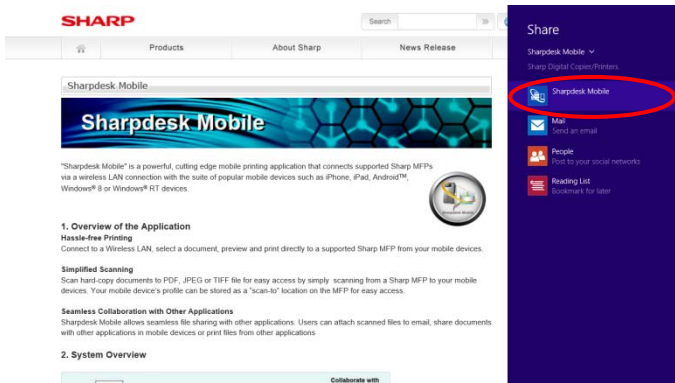 SHARP
Search
Products About Sharp News Release
Sharpdesk Mobile
Sharpdesk Mobile
"Sharpdesk Mobile" is a powerful, cutting edge mobile printing application that connects supported Sharp MFPs
via a wireless LAN connection with the suite of popular mobile devices such as iPhone, iPad, Android™,
Windows® 8 or Windows® RT devices.
Sharpdesk Mobile
1. Overview of the Application
Hassle-free Printing
Connect to a Wireless LAN, select a document, preview and print directly to a supported Sharp MFP from your mobile devices.
Simplified Scanning
Scan hard-copy documents to PDF, JPEG or TIFF file for easy access by simply scanning from a Sharp MFP to your mobile
devices. Your mobile device's profile can be stored as a "scan-to" location on the MFP for easy access.
Seamless Collaboration with Other Applications
Sharpdesk Mobile allows seamless file sharing with other applications. Users can attach scanned files to email, share documents
with other applications in mobile devices or print files from other applications
2. System Overview
Collaborate with
Share
Sharpdesk Mobile
Sharp Digital Copier/Printers
Sharpdesk Mobile
Mail
Send an email
People
Post to your social networks
Reading List
Bookmark for later